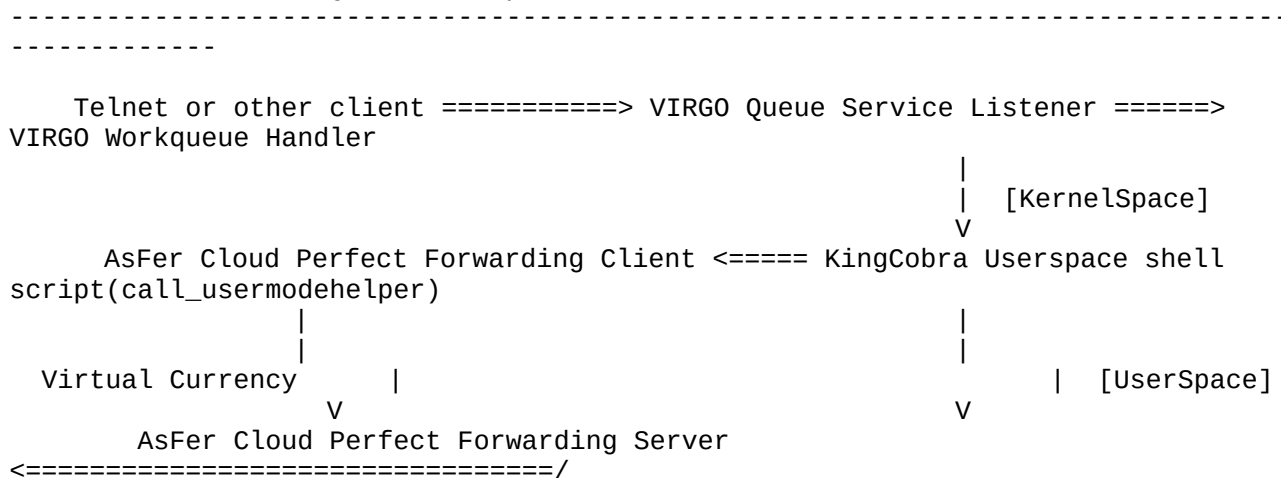 --------------------------------------------------------------------------------
-------------
Telnet or other client ===========> VIRGO Queue Service Listener ======>
VIRGO Workqueue Handler
|
| [KernelSpace]
V
AsFer Cloud Perfect Forwarding Client <===== KingCobra Userspace shell
script(call_usermodehelper)
| |
| |
Virtual Currency | | [UserSpace]
V V
AsFer Cloud Perfect Forwarding Server
<=================================/